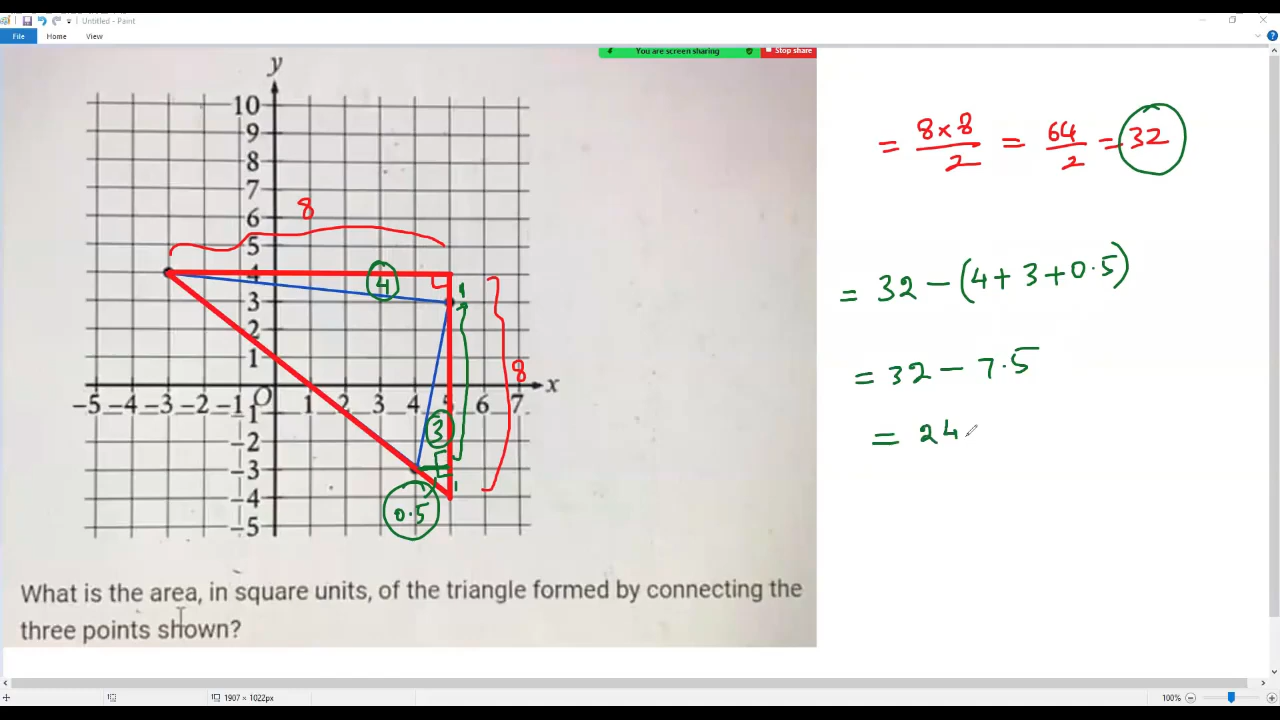 Untitled - Paint
File Home View
You are screen sharing Stop share
y
10
9
8
7
6
5
4
3
2
1
O
x
-5 -4 -3 -2 -1 1 2 3 4 5 6 7
-1
-2
-3
-4
-5
8
4
1
8
3
1
0.5
= 8×8/2 = 64/2 = 32
= 32 - (4 + 3 + 0.5)
= 32 - 7.5
= 24
What is the area, in square units, of the triangle formed by connecting the
three points shown?
1907 × 1022px
100%